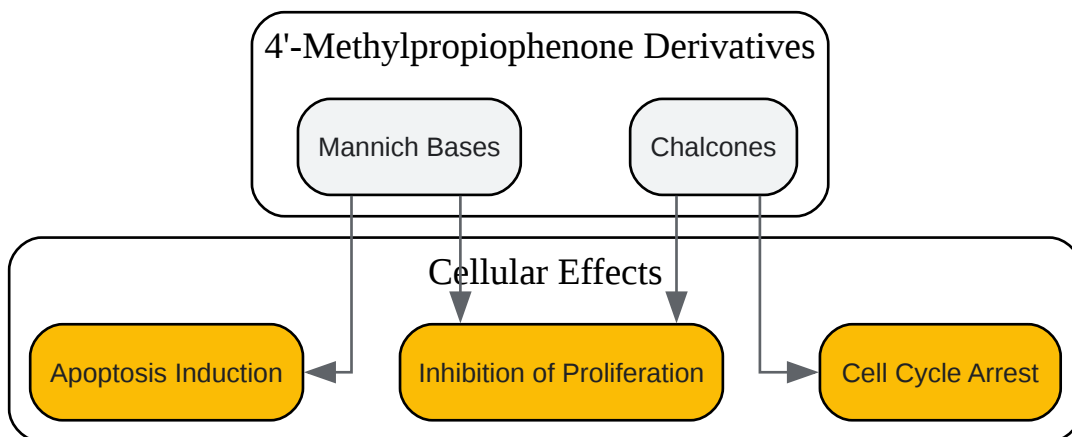 4'-Methylpropiophenone Derivatives
Mannich Bases
Chalcones
Cellular Effects
Apoptosis Induction
Inhibition of Proliferation
Cell Cycle Arrest